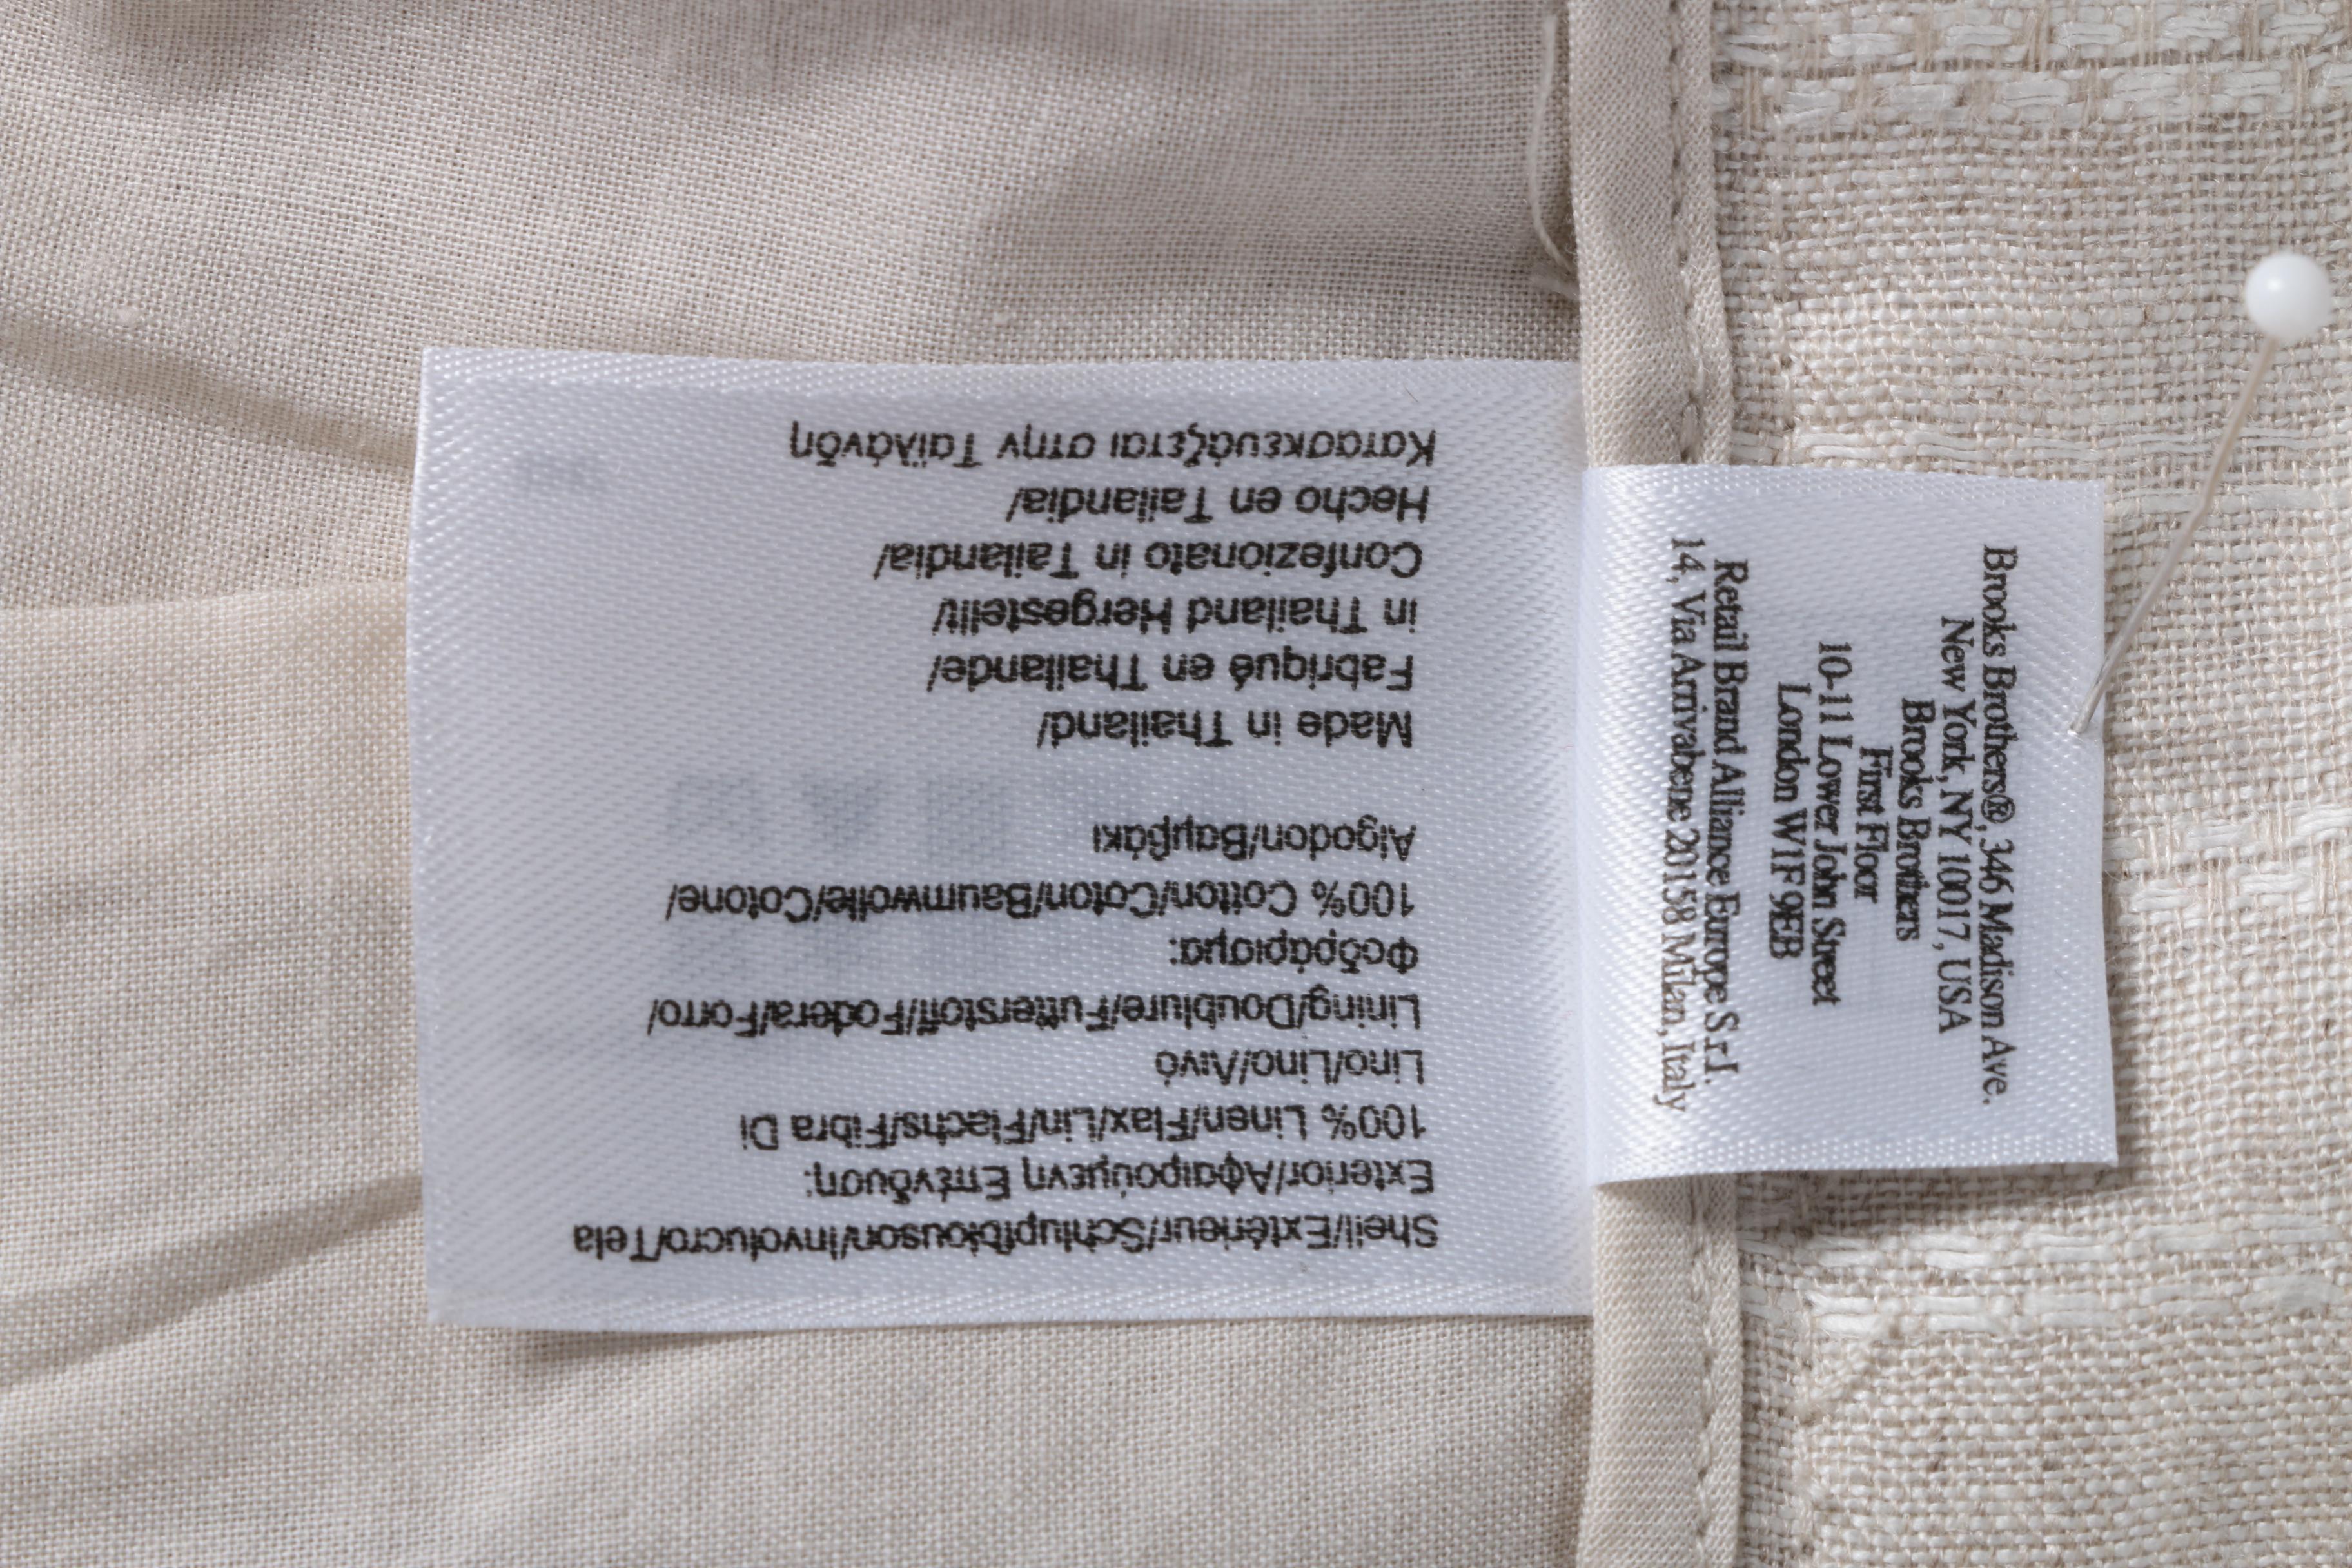 Shell/Extérieur/Schlupfblouson/Involucro/Tela
Exterior/Αφαιρούμενη Επένδυση:
100% Linen/Flax/Lin/Flachs/Fibra Di
Lino/Lino/Λινό
Lining/Doublure/Futterstoff/Fodera/Forro/
Φοδράρισμα:
100% Cotton/Coton/Baumwolle/Cotone/
Algodon/Βαμβάκι
Made in Thailand/
Fabriqué en Thailande/
in Thailand Hergestellt/
Confezionato in Tailandia/
Hecho en Tailandia/
Κατασκευάζεται στην Ταϊλάνδη
Brooks Brothers®, 346 Madison Ave.
New York, NY 10017, USA
Brooks Brothers
First Floor
10-11 Lower John Street
London W1F 9EB
Retail Brand Alliance Europe S.r.l.
14, Via Arrivabene 20158 Milan, Italy